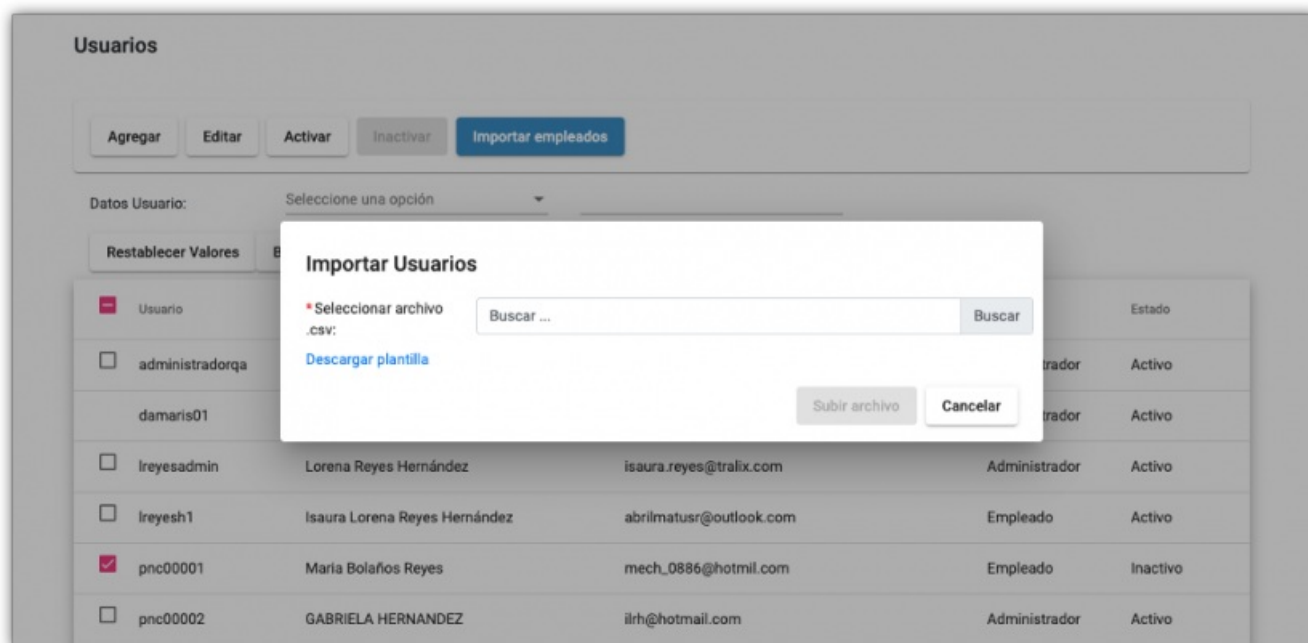 Usuarios
Agregar Editar Activar Inactivar Importar empleados
Datos Usuario: Seleccione una opción
Restablecer Valores
Importar Usuarios
*Seleccionar archivo .csv: Buscar ... Buscar
Descargar plantilla
Subir archivo Cancelar
Usuario Estado
administradorqa Activo
damaris01 Activo
lreyesadmin Lorena Reyes Hernández isaura.reyes@tralix.com Administrador Activo
lreyesh1 Isaura Lorena Reyes Hernández abrilmatusr@outlook.com Empleado Activo
pnc00001 Maria Bolaños Reyes mech_0886@hotmil.com Empleado Inactivo
pnc00002 GABRIELA HERNANDEZ ilrh@hotmail.com Administrador Activo